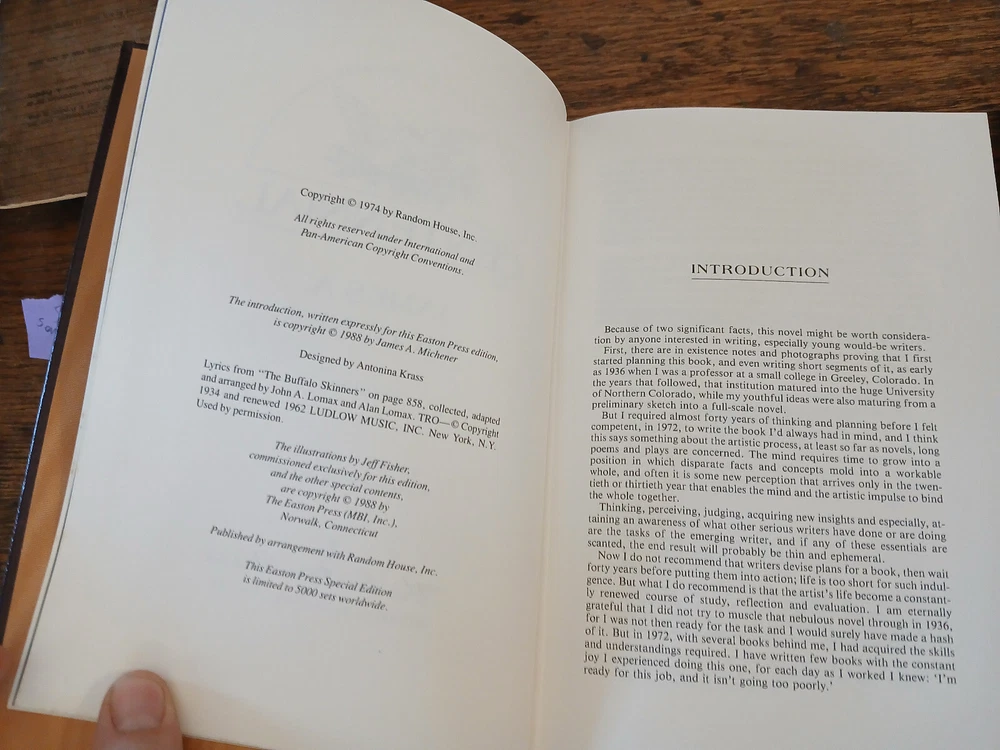 Copyright © 1974 by Random House, Inc.
All rights reserved under International and
Pan-American Copyright Conventions.
The introduction, written expressly for this Easton Press edition,
is copyright © 1988 by James A. Michener
Designed by Antonina Krass
Lyrics from "The Buffalo Skinners" on page 858, collected, adapted
and arranged by John A. Lomax and Alan Lomax. TRO—© Copyright
1934 and renewed 1962 LUDLOW MUSIC, INC. New York, N.Y.
Used by permission.
The illustrations by Jeff Fisher,
commissioned exclusively for this edition,
and the other special contents,
are copyright © 1988 by
The Easton Press (MBI, Inc.),
Norwalk, Connecticut
Published by arrangement with Random House, Inc.
This Easton Press Special Edition
is limited to 5000 sets worldwide.
INTRODUCTION
Because of two significant facts, this novel might be worth considera-
tion by anyone interested in writing, especially young would-be writers.
First, there are in existence notes and photographs proving that I first
started planning this book, and even writing short segments of it, as early
as 1936 when I was a professor at a small college in Greeley, Colorado. In
the years that followed, that institution matured into the huge University
of Northern Colorado, while my youthful ideas were also maturing from a
preliminary sketch into a full-scale novel.
But I required almost forty years of thinking and planning before I felt
competent, in 1972, to write the book I'd always had in mind, and I think
this says something about the artistic process, at least so far as novels, long
poems and plays are concerned. The mind requires time to grow into a
position in which disparate facts and concepts mold into a workable
whole, and often it is some new perception that arrives only in the twen-
tieth or thirtieth year that enables the mind and the artistic impulse to bind
the whole together.
Thinking, perceiving, judging, acquiring new insights and especially, at-
taining an awareness of what other serious writers have done or are doing
are the tasks of the emerging writer, and if any of these essentials are
scanted, the end result will probably be thin and ephemeral.
Now I do not recommend that writers devise plans for a book, then wait
forty years before putting them into action; life is too short for such indul-
gence. But what I do recommend is that the artist's life become a constant-
ly renewed course of study, reflection and evaluation. I am eternally
grateful that I did not try to muscle that nebulous novel through in 1936,
for I was not then ready for the task and I would surely have made a hash
of it. But in 1972, with several books behind me, I had acquired the skills
and understandings required. I have written few books with the constant
joy I experienced doing this one, for each day as I worked I knew: 'I'm
ready for this job, and it isn't going too poorly.'